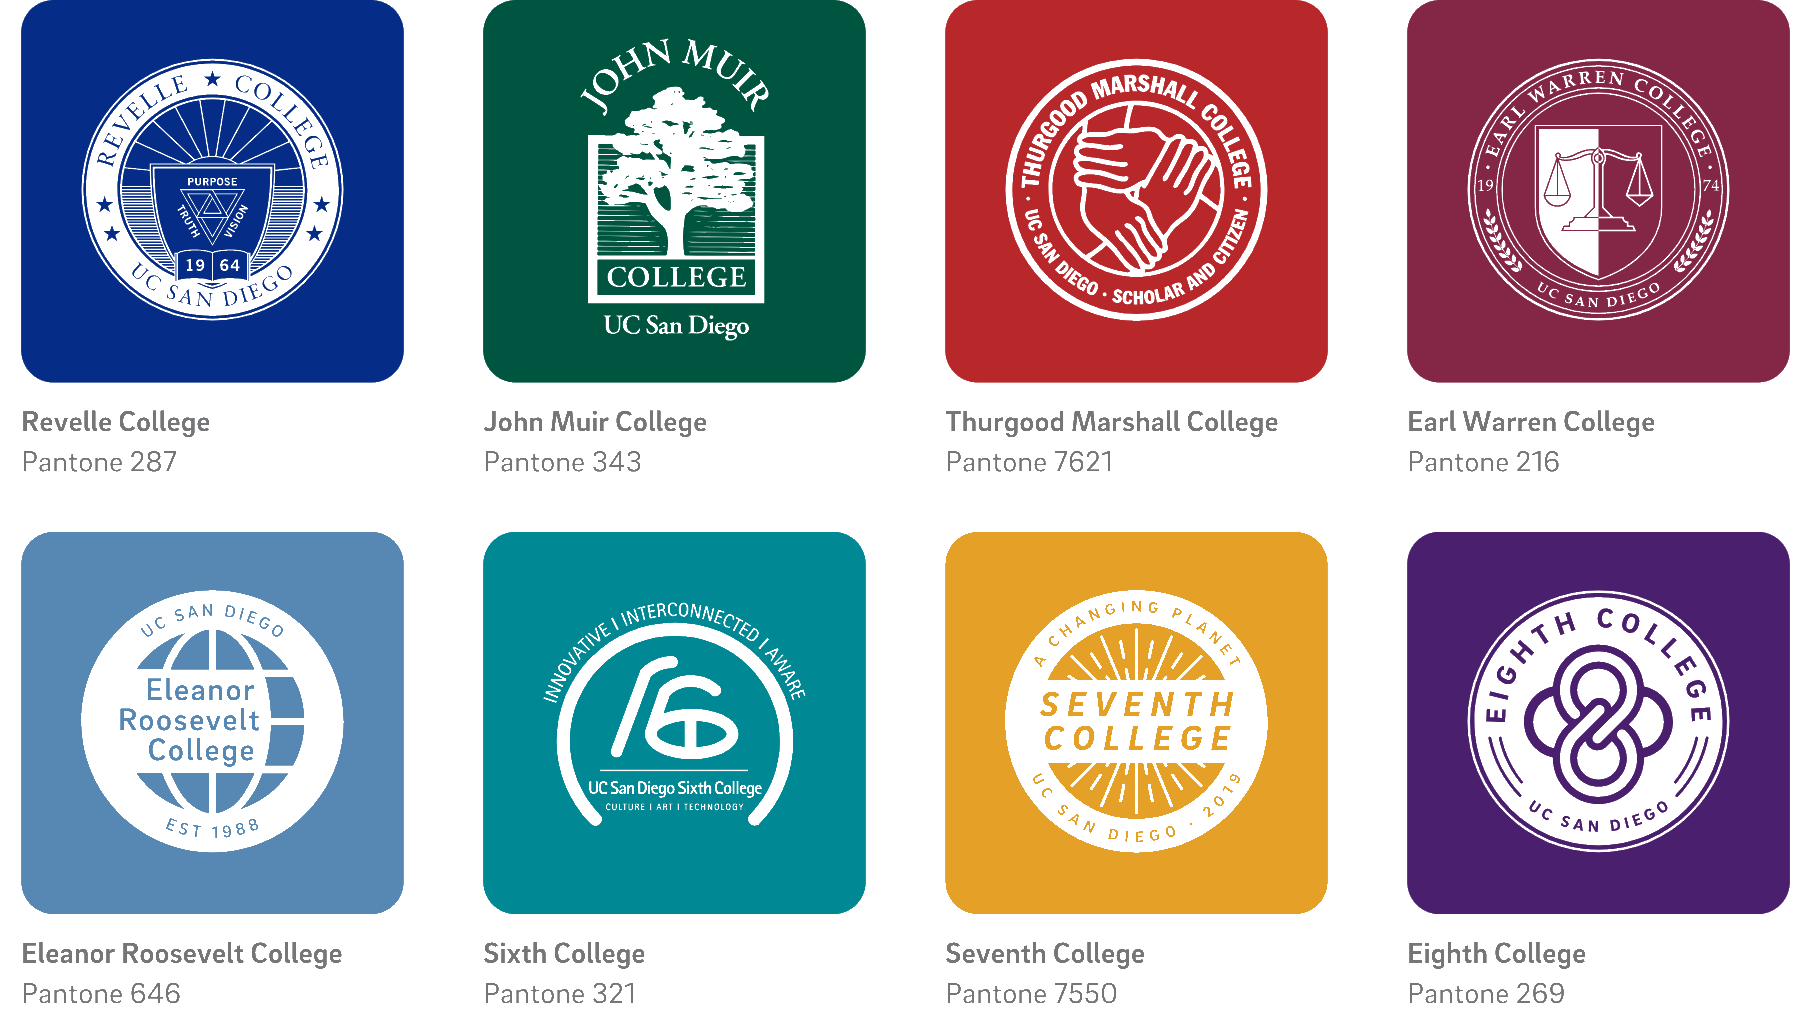 REVELLE ★ COLLEGE
PURPOSE
TRUTH
VISION
19 64
UC SAN DIEGO
JOHN MUIR
COLLEGE
UC San Diego
THURGOOD MARSHALL COLLEGE
· UC SAN DIEGO · SCHOLAR AND CITIZEN ·
· EARL WARREN COLLEGE ·
19 74
UC SAN DIEGO
Revelle College
Pantone 287
John Muir College
Pantone 343
Thurgood Marshall College
Pantone 7621
Earl Warren College
Pantone 216
UC SAN DIEGO
Eleanor
Roosevelt
College
EST 1988
INNOVATIVE | INTERCONNECTED | AWARE
UC San Diego Sixth College
CULTURE | ART | TECHNOLOGY
A CHANGING PLANET
SEVENTH
COLLEGE
UC SAN DIEGO · 2019
EIGHTH COLLEGE
UC SAN DIEGO
Eleanor Roosevelt College
Pantone 646
Sixth College
Pantone 321
Seventh College
Pantone 7550
Eighth College
Pantone 269